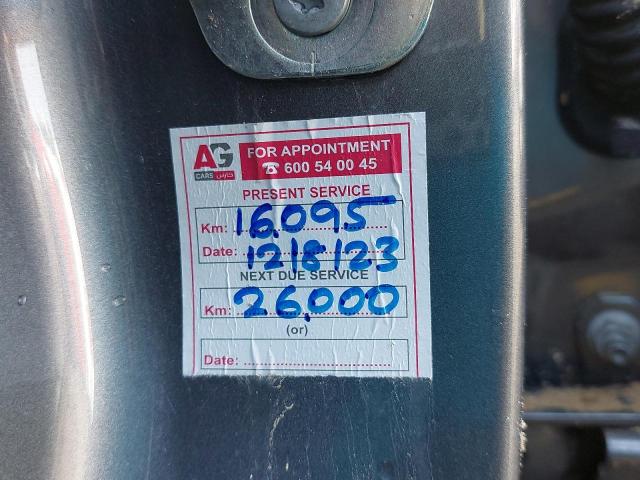 AG
CARS كارس
FOR APPOINTMENT
☎ 600 54 00 45
PRESENT SERVICE
Km: 16,095
Date: 12/8/23
NEXT DUE SERVICE
Km: 26,000
(or)
Date: